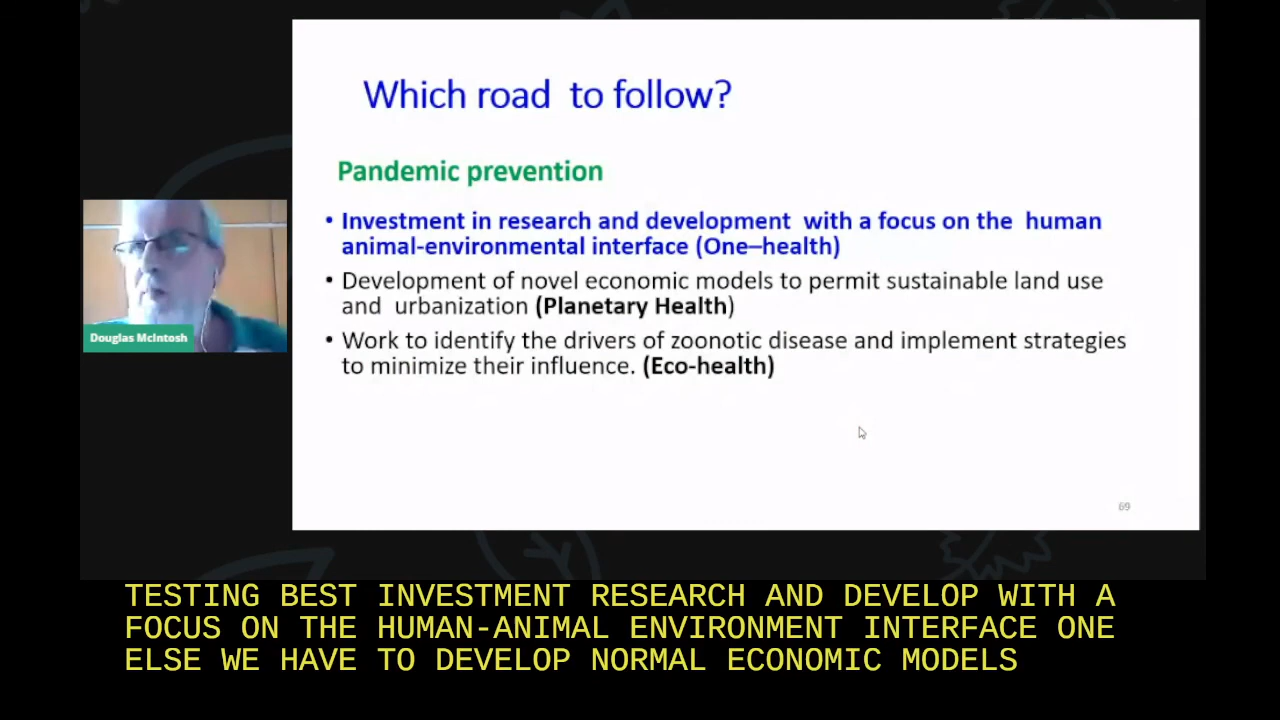 Which road to follow?
Pandemic prevention
• Investment in research and development with a focus on the human
animal-environmental interface (One–health)
• Development of novel economic models to permit sustainable land use
and urbanization (Planetary Health)
• Work to identify the drivers of zoonotic disease and implement strategies
to minimize their influence. (Eco-health)
Douglas McIntosh
69
TESTING BEST INVESTMENT RESEARCH AND DEVELOP WITH A
FOCUS ON THE HUMAN-ANIMAL ENVIRONMENT INTERFACE ONE
ELSE WE HAVE TO DEVELOP NORMAL ECONOMIC MODELS